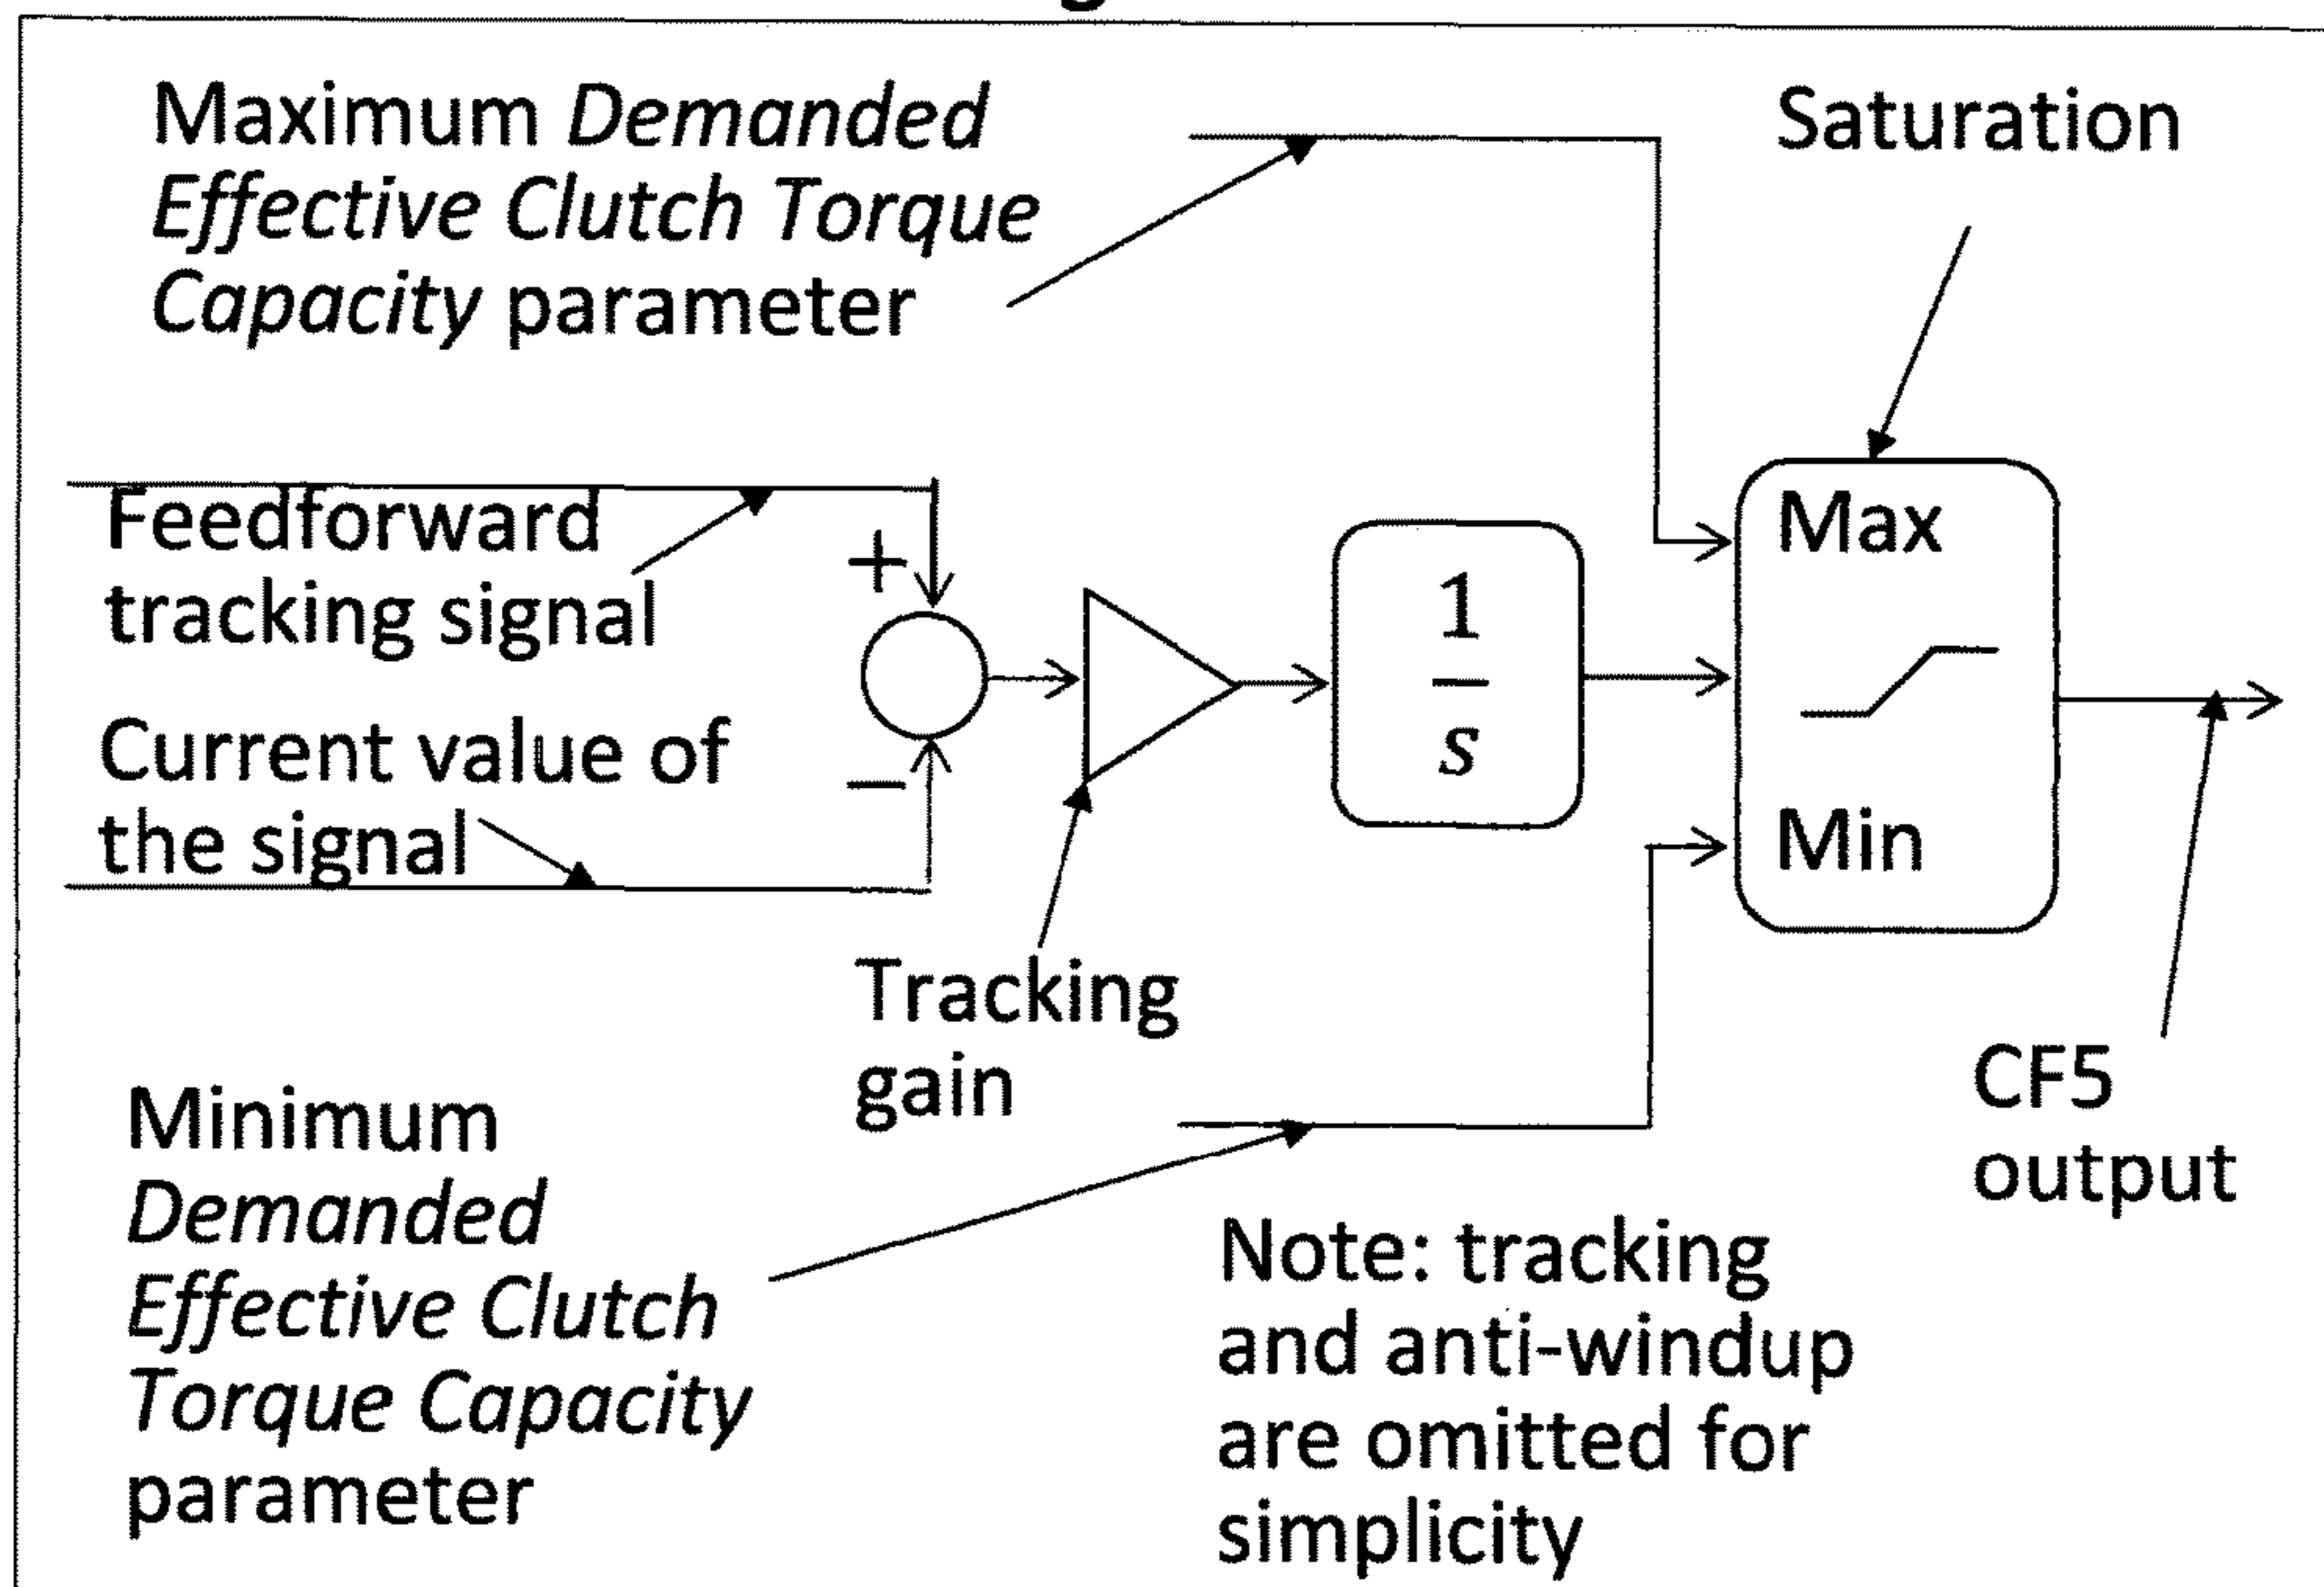 Maximum Demanded
Effective Clutch Torque
Capacity parameter
Saturation
Feedforward
tracking signal
+
Current value of
the signal
−
1
s
Max
Min
Tracking
gain
CF5
output
Minimum
Demanded
Effective Clutch
Torque Capacity
parameter
Note: tracking
and anti-windup
are omitted for
simplicity